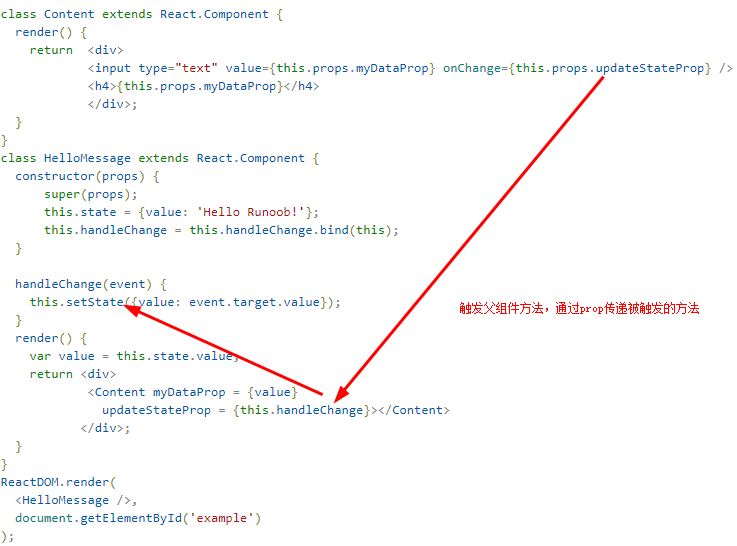 class Content extends React.Component {
  render() {
    return  <div>
            <input type="text" value={this.props.myDataProp} onChange={this.props.updateStateProp} />
            <h4>{this.props.myDataProp}</h4>
            </div>;
  }
}
class HelloMessage extends React.Component {
  constructor(props) {
      super(props);
      this.state = {value: 'Hello Runoob!'};
      this.handleChange = this.handleChange.bind(this);
  }

  handleChange(event) {
    this.setState({value: event.target.value});
  }
触发父组件方法，通过prop传递被触发的方法
  render() {
    var value = this.state.value;
    return <div>
            <Content myDataProp = {value}
              updateStateProp = {this.handleChange}></Content>
           </div>;
  }
}
ReactDOM.render(
  <HelloMessage />,
  document.getElementById('example')
);